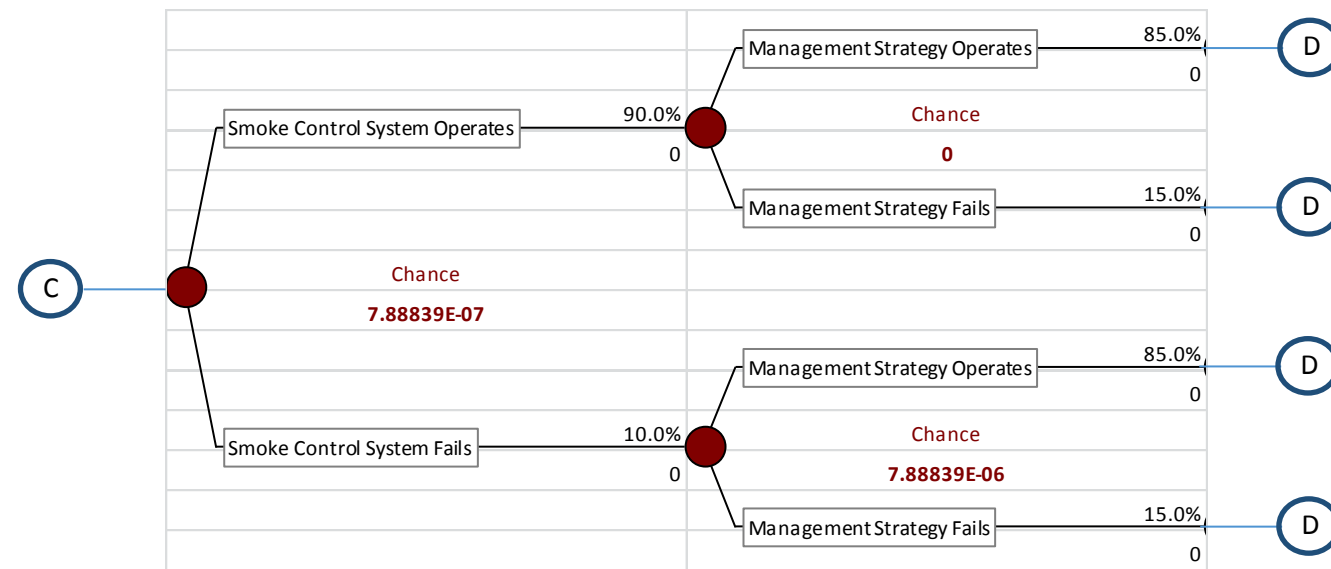 Management Strategy Operates
85.0%
D
0
Smoke Control System Operates
90.0%
Chance
0
0
Management Strategy Fails
15.0%
D
0
C
Chance
7.88839E-07
Management Strategy Operates
85.0%
D
0
Smoke Control System Fails
10.0%
Chance
0
7.88839E-06
Management Strategy Fails
15.0%
D
0